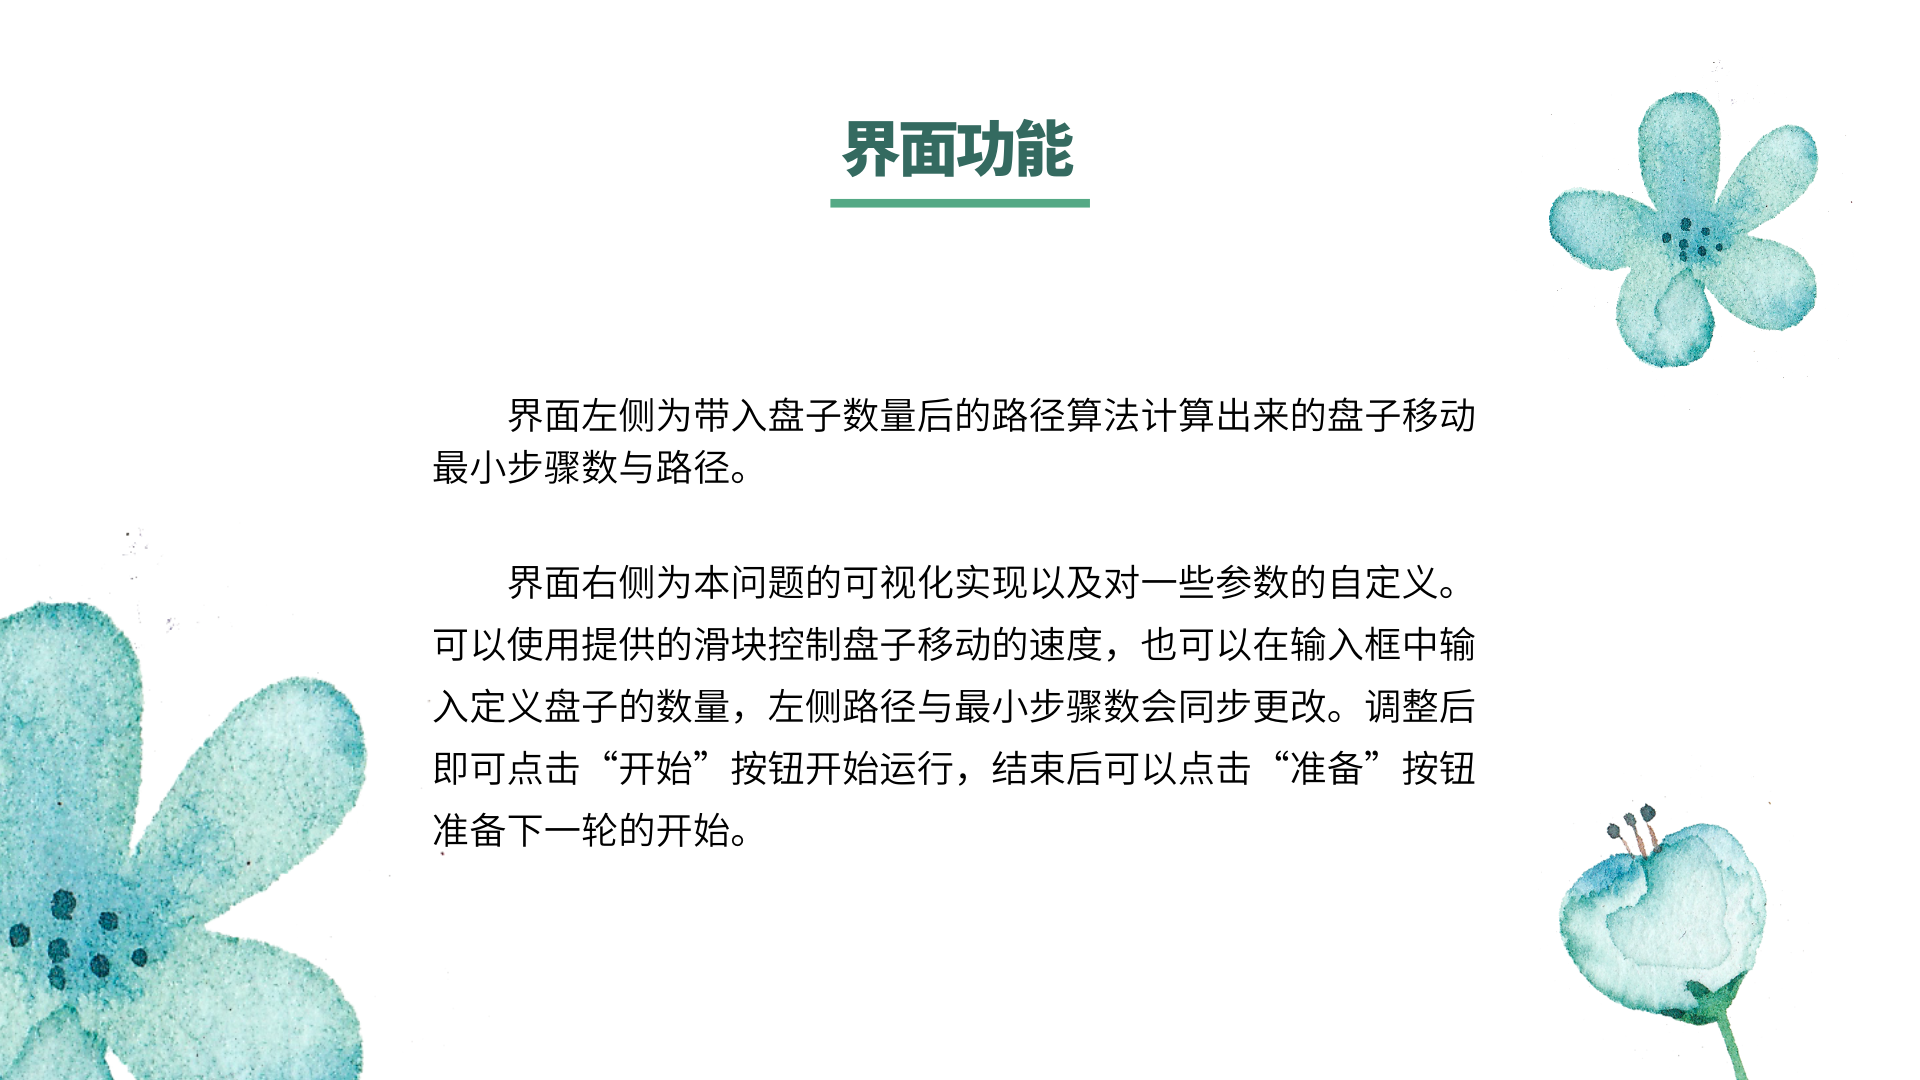 界面功能
界面左侧为带入盘子数量后的路径算法计算出来的盘子移动
最小步骤数与路径。
界面右侧为本问题的可视化实现以及对一些参数的自定义。
可以使用提供的滑块控制盘子移动的速度，也可以在输入框中输
入定义盘子的数量，左侧路径与最小步骤数会同步更改。调整后
即可点击“开始”按钮开始运行，结束后可以点击“准备”按钮
准备下一轮的开始。